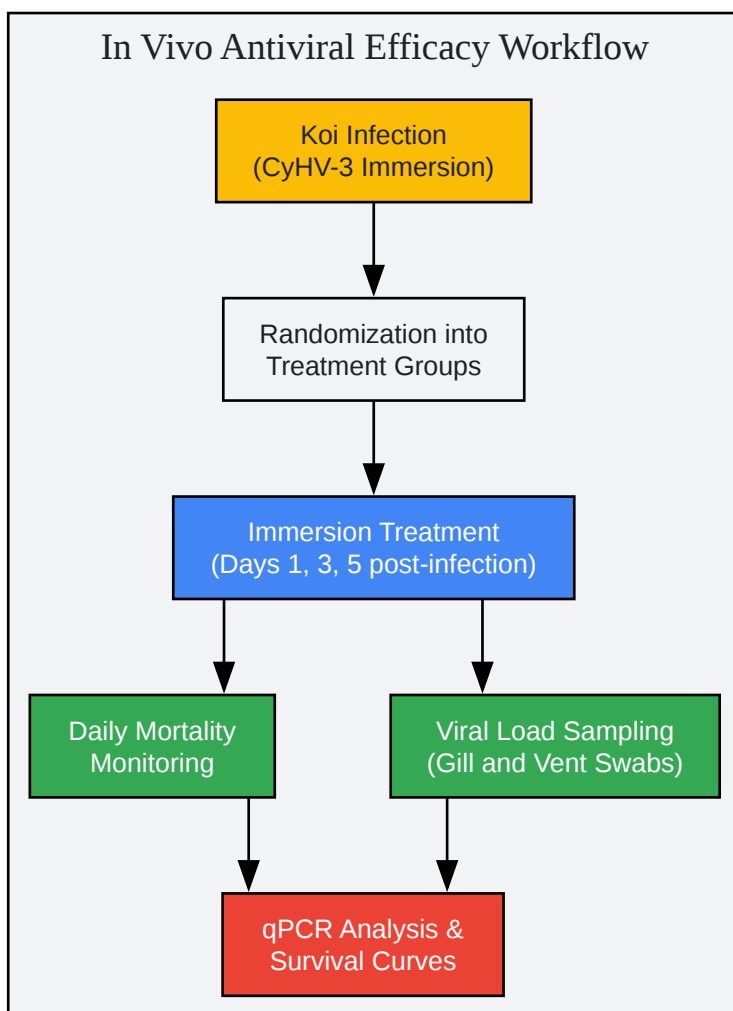 In Vivo Antiviral Efficacy Workflow
Koi Infection
(CyHV-3 Immersion)
Randomization into
Treatment Groups
Immersion Treatment
(Days 1, 3, 5 post-infection)
Daily Mortality
Monitoring
Viral Load Sampling
(Gill and Vent Swabs)
qPCR Analysis &
Survival Curves